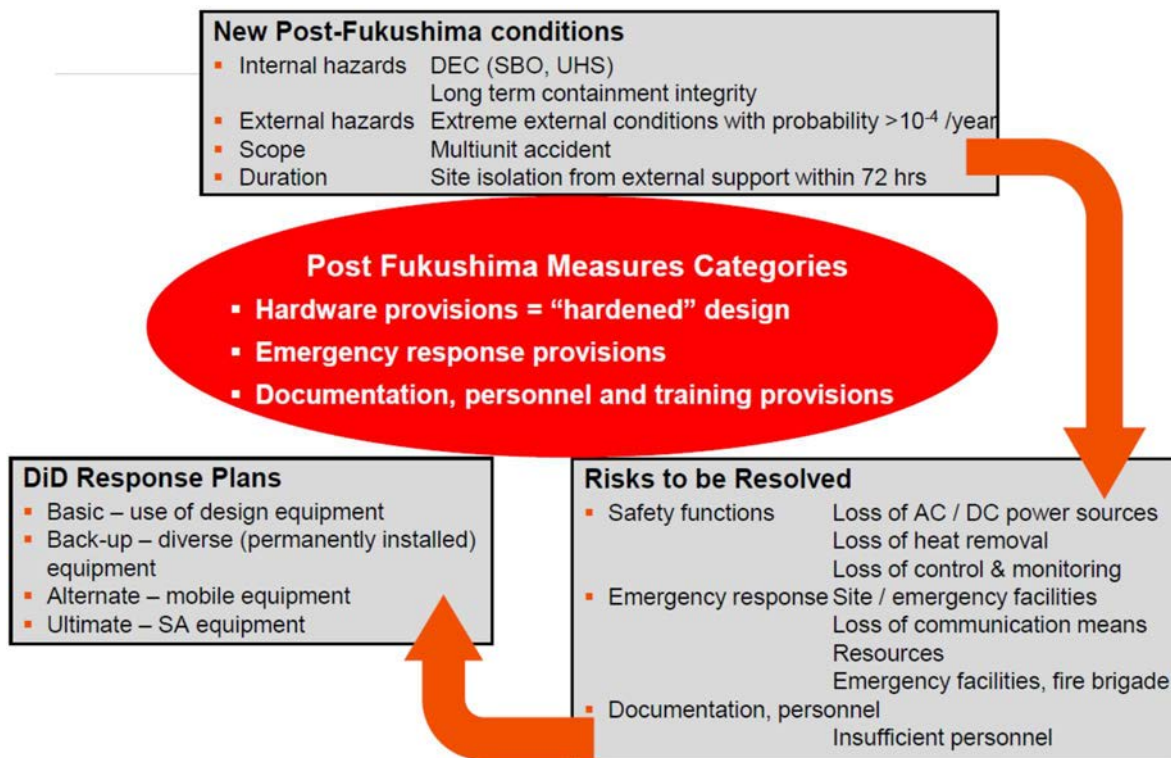 New Post-Fukushima conditions
▪ Internal hazards DEC (SBO, UHS)
Long term containment integrity
▪ External hazards Extreme external conditions with probability >10⁻⁴ /year
▪ Scope Multiunit accident
▪ Duration Site isolation from external support within 72 hrs
Post Fukushima Measures Categories
▪ Hardware provisions = “hardened” design
▪ Emergency response provisions
▪ Documentation, personnel and training provisions
DiD Response Plans
▪ Basic – use of design equipment
▪ Back-up – diverse (permanently installed)
equipment
▪ Alternate – mobile equipment
▪ Ultimate – SA equipment
Risks to be Resolved
▪ Safety functions Loss of AC / DC power sources
Loss of heat removal
Loss of control & monitoring
▪ Emergency response Site / emergency facilities
Loss of communication means
Resources
Emergency facilities, fire brigade
▪ Documentation, personnel
Insufficient personnel